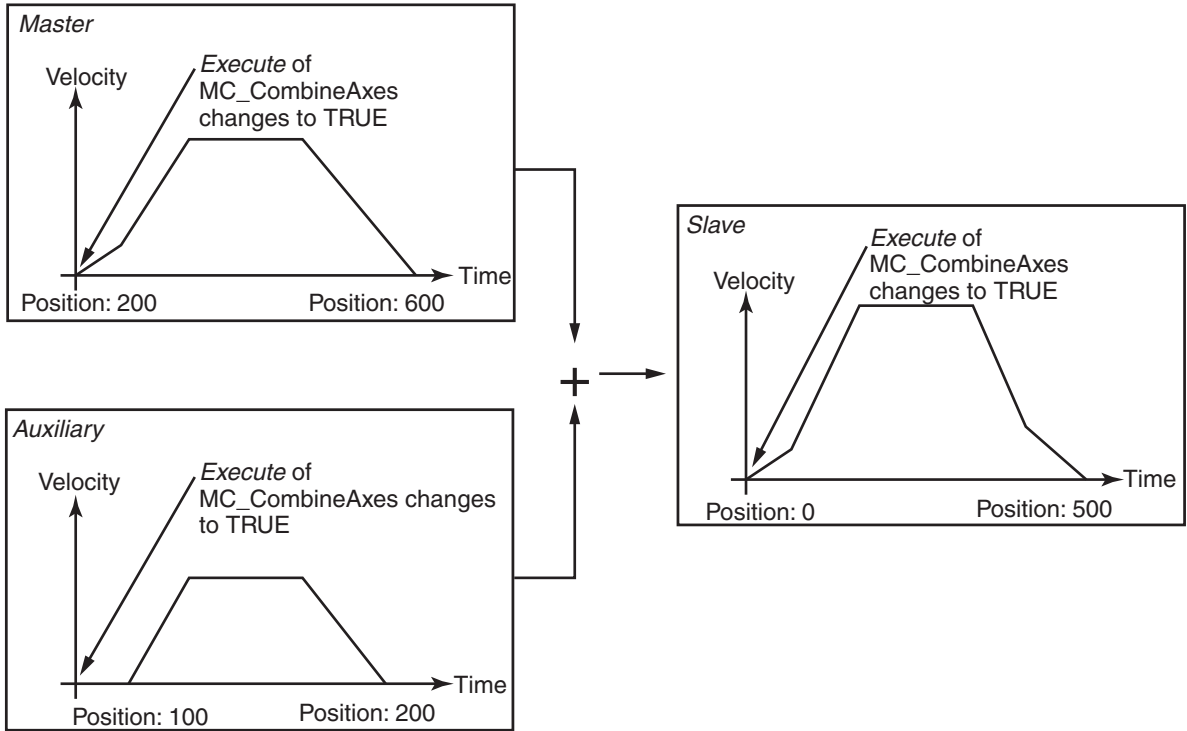 Master
Velocity
Execute of
MC_CombineAxes
changes to TRUE
Time
Position: 200
Position: 600
+
Auxiliary
Velocity
Execute of
MC_CombineAxes changes
to TRUE
Time
Position: 100
Position: 200
Slave
Velocity
Execute of
MC_CombineAxes
changes to TRUE
Time
Position: 0
Position: 500